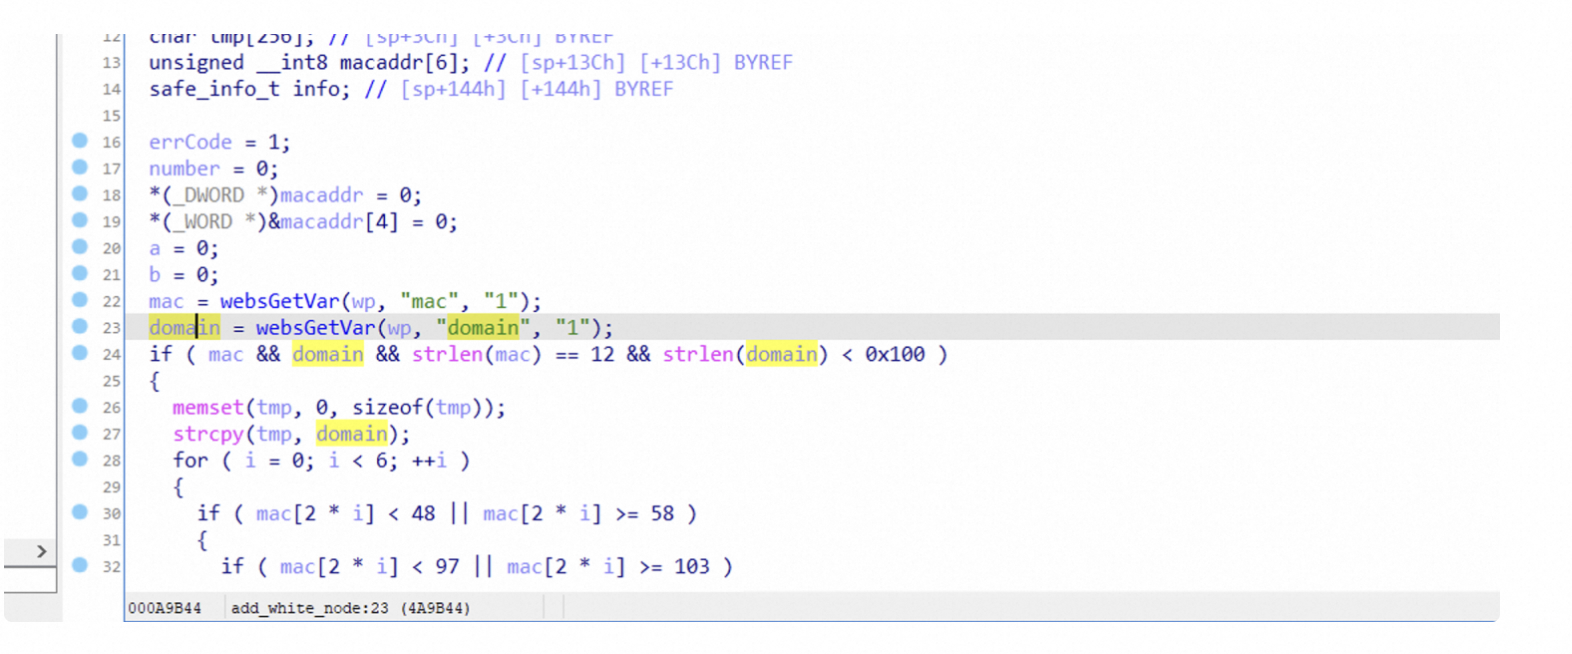 12 char tmp[256]; // [sp+3Ch] [+3Ch] BYREF
13 unsigned __int8 macaddr[6]; // [sp+13Ch] [+13Ch] BYREF
14 safe_info_t info; // [sp+144h] [+144h] BYREF
15
16 errCode = 1;
17 number = 0;
18 *(_DWORD *)macaddr = 0;
19 *(_WORD *)&macaddr[4] = 0;
20 a = 0;
21 b = 0;
22 mac = websGetVar(wp, "mac", "1");
23 domain = websGetVar(wp, "domain", "1");
24 if ( mac && domain && strlen(mac) == 12 && strlen(domain) < 0x100 )
25 {
26 memset(tmp, 0, sizeof(tmp));
27 strcpy(tmp, domain);
28 for ( i = 0; i < 6; ++i )
29 {
30 if ( mac[2 * i] < 48 || mac[2 * i] >= 58 )
31 {
32 if ( mac[2 * i] < 97 || mac[2 * i] >= 103 )
000A9B44 add_white_node:23 (4A9B44)